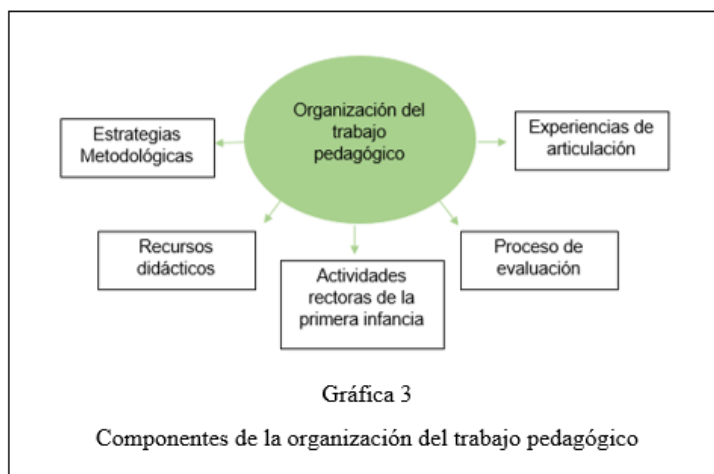 Organización del
trabajo
pedagógico
Estrategias
Metodológicas
Experiencias de
articulación
Recursos
didácticos
Actividades
rectoras de la
primera infancia
Proceso de
evaluación
Gráfica 3
Componentes de la organización del trabajo pedagógico